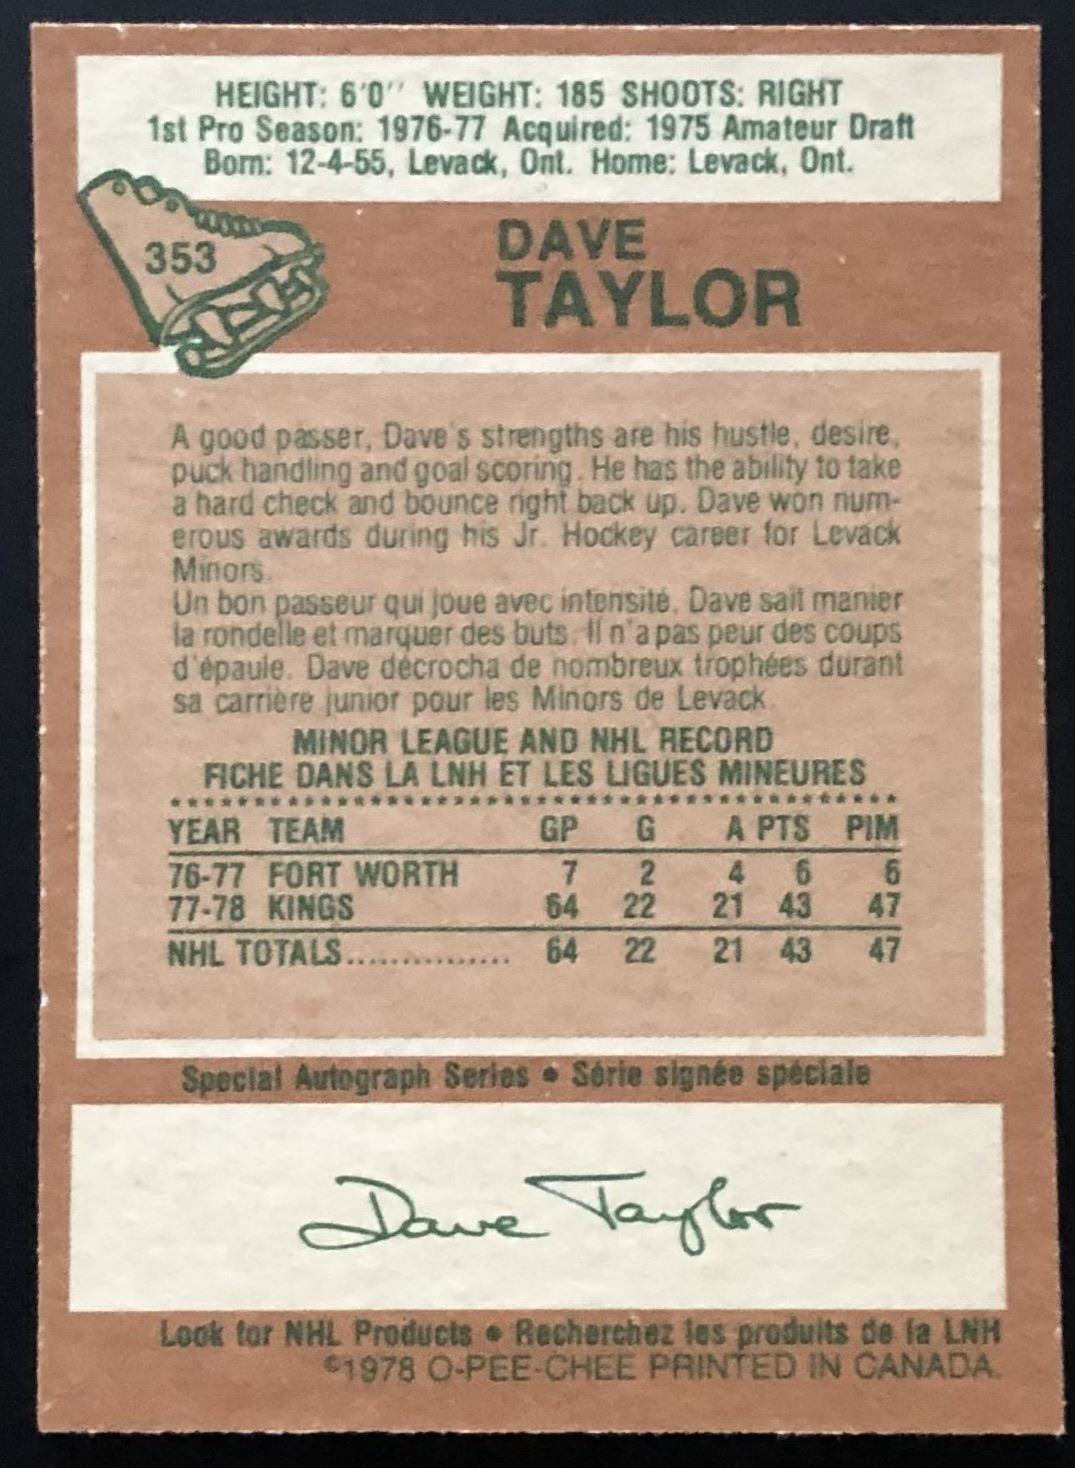 HEIGHT: 6'0'' WEIGHT: 185 SHOOTS: RIGHT
1st Pro Season: 1976-77 Acquired: 1975 Amateur Draft
Born: 12-4-55, Levack, Ont. Home: Levack, Ont.
353
DAVE
TAYLOR
A good passer, Dave's strengths are his hustle, desire,
puck handling and goal scoring. He has the ability to take
a hard check and bounce right back up. Dave won num-
erous awards during his Jr. Hockey career for Levack
Minors.
Un bon passeur qui joue avec intensité, Dave sait manier
la rondelle et marquer des buts. Il n'a pas peur des coups
d'épaule. Dave décrocha de nombreux trophées durant
sa carrière junior pour les Minors de Levack.
MINOR LEAGUE AND NHL RECORD
FICHE DANS LA LNH ET LES LIGUES MINEURES
YEAR TEAM GP G A PTS PIM
76-77 FORT WORTH 7 2 4 6 6
77-78 KINGS 64 22 21 43 47
NHL TOTALS............... 64 22 21 43 47
Special Autograph Series • Série signée spéciale
Dave Taylor
Look for NHL Products • Recherchez les produits de la LNH
©1978 O-PEE-CHEE PRINTED IN CANADA.